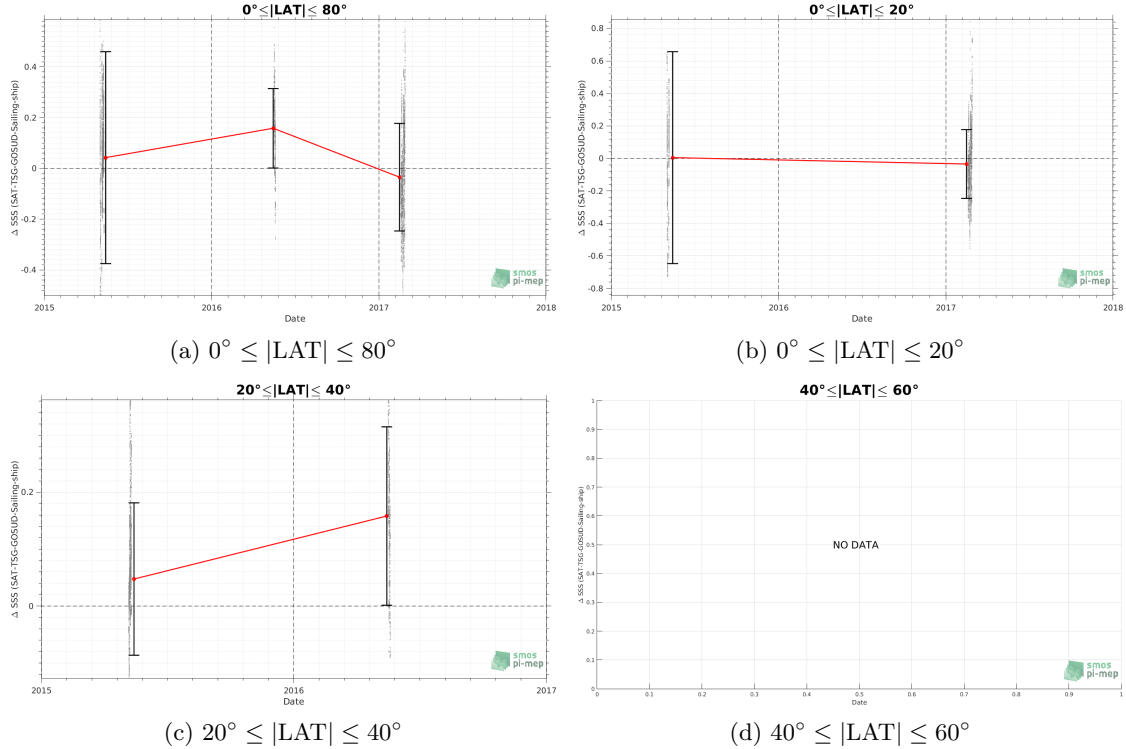 0°≤|LAT|≤ 80°
Δ SSS (SAT-TSG-GOSUD-Sailing-ship)
0.4
0.2
0
-0.2
-0.4
2015
2016
2017
2018
Date
smos
pi-mep
(a) 0° ≤ |LAT| ≤ 80°
0°≤|LAT|≤ 20°
Δ SSS (SAT-TSG-GOSUD-Sailing-ship)
0.8
0.6
0.4
0.2
0
-0.2
-0.4
-0.6
-0.8
2015
2016
2017
2018
Date
smos
pi-mep
(b) 0° ≤ |LAT| ≤ 20°
20°≤|LAT|≤ 40°
Δ SSS (SAT-TSG-GOSUD-Sailing-ship)
0.2
0
2015
2016
2017
Date
smos
pi-mep
(c) 20° ≤ |LAT| ≤ 40°
40°≤|LAT|≤ 60°
Δ SSS (SAT-TSG-GOSUD-Sailing-ship)
1
0.9
0.8
0.7
0.6
0.5
0.4
0.3
0.2
0.1
0
NO DATA
0
0.1
0.2
0.3
0.4
0.5
0.6
0.7
0.8
0.9
1
Date
smos
pi-mep
(d) 40° ≤ |LAT| ≤ 60°